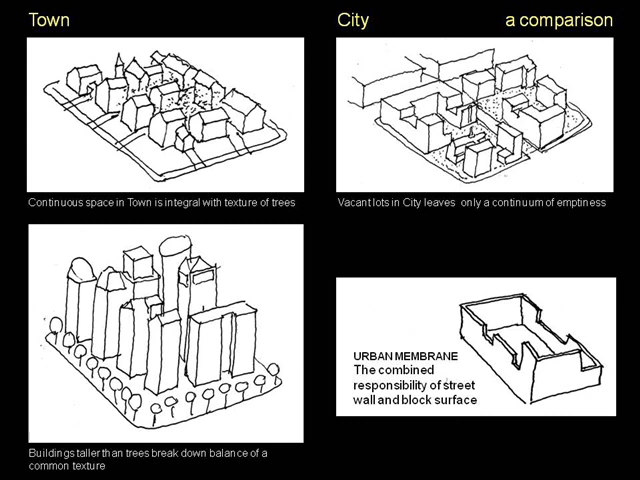 Town
City
a comparison
Continuous space in Town is integral with texture of trees
Vacant lots in City leaves only a continuum of emptiness
URBAN MEMBRANE
The combined
responsibility of street
wall and block surface
Buildings taller than trees break down balance of a
common texture